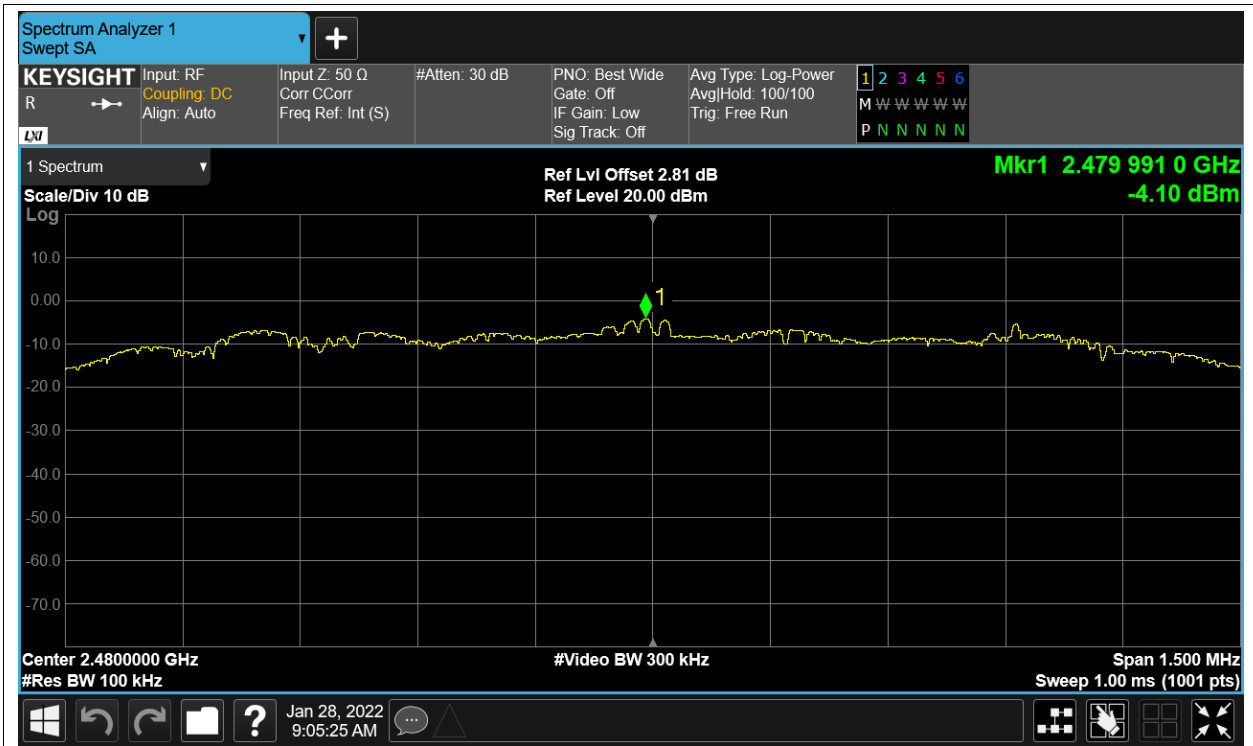 Spectrum Analyzer 1
Swept SA
+
KEYSIGHT
R
LXI
Input: RF
Coupling: DC
Align: Auto
Input Z: 50 Ω
Corr CCorr
Freq Ref: Int (S)
#Atten: 30 dB
PNO: Best Wide
Gate: Off
IF Gain: Low
Sig Track: Off
Avg Type: Log-Power
Avg|Hold: 100/100
Trig: Free Run
1 2 3 4 5 6
M W W W W W
P N N N N N
1 Spectrum
Scale/Div 10 dB
Log
Ref Lvl Offset 2.81 dB
Ref Level 20.00 dBm
Mkr1 2.479 991 0 GHz
-4.10 dBm
10.0
0.00
-10.0
-20.0
-30.0
-40.0
-50.0
-60.0
-70.0
1
Center 2.4800000 GHz
#Res BW 100 kHz
#Video BW 300 kHz
Span 1.500 MHz
Sweep 1.00 ms (1001 pts)
?
Jan 28, 2022
9:05:25 AM